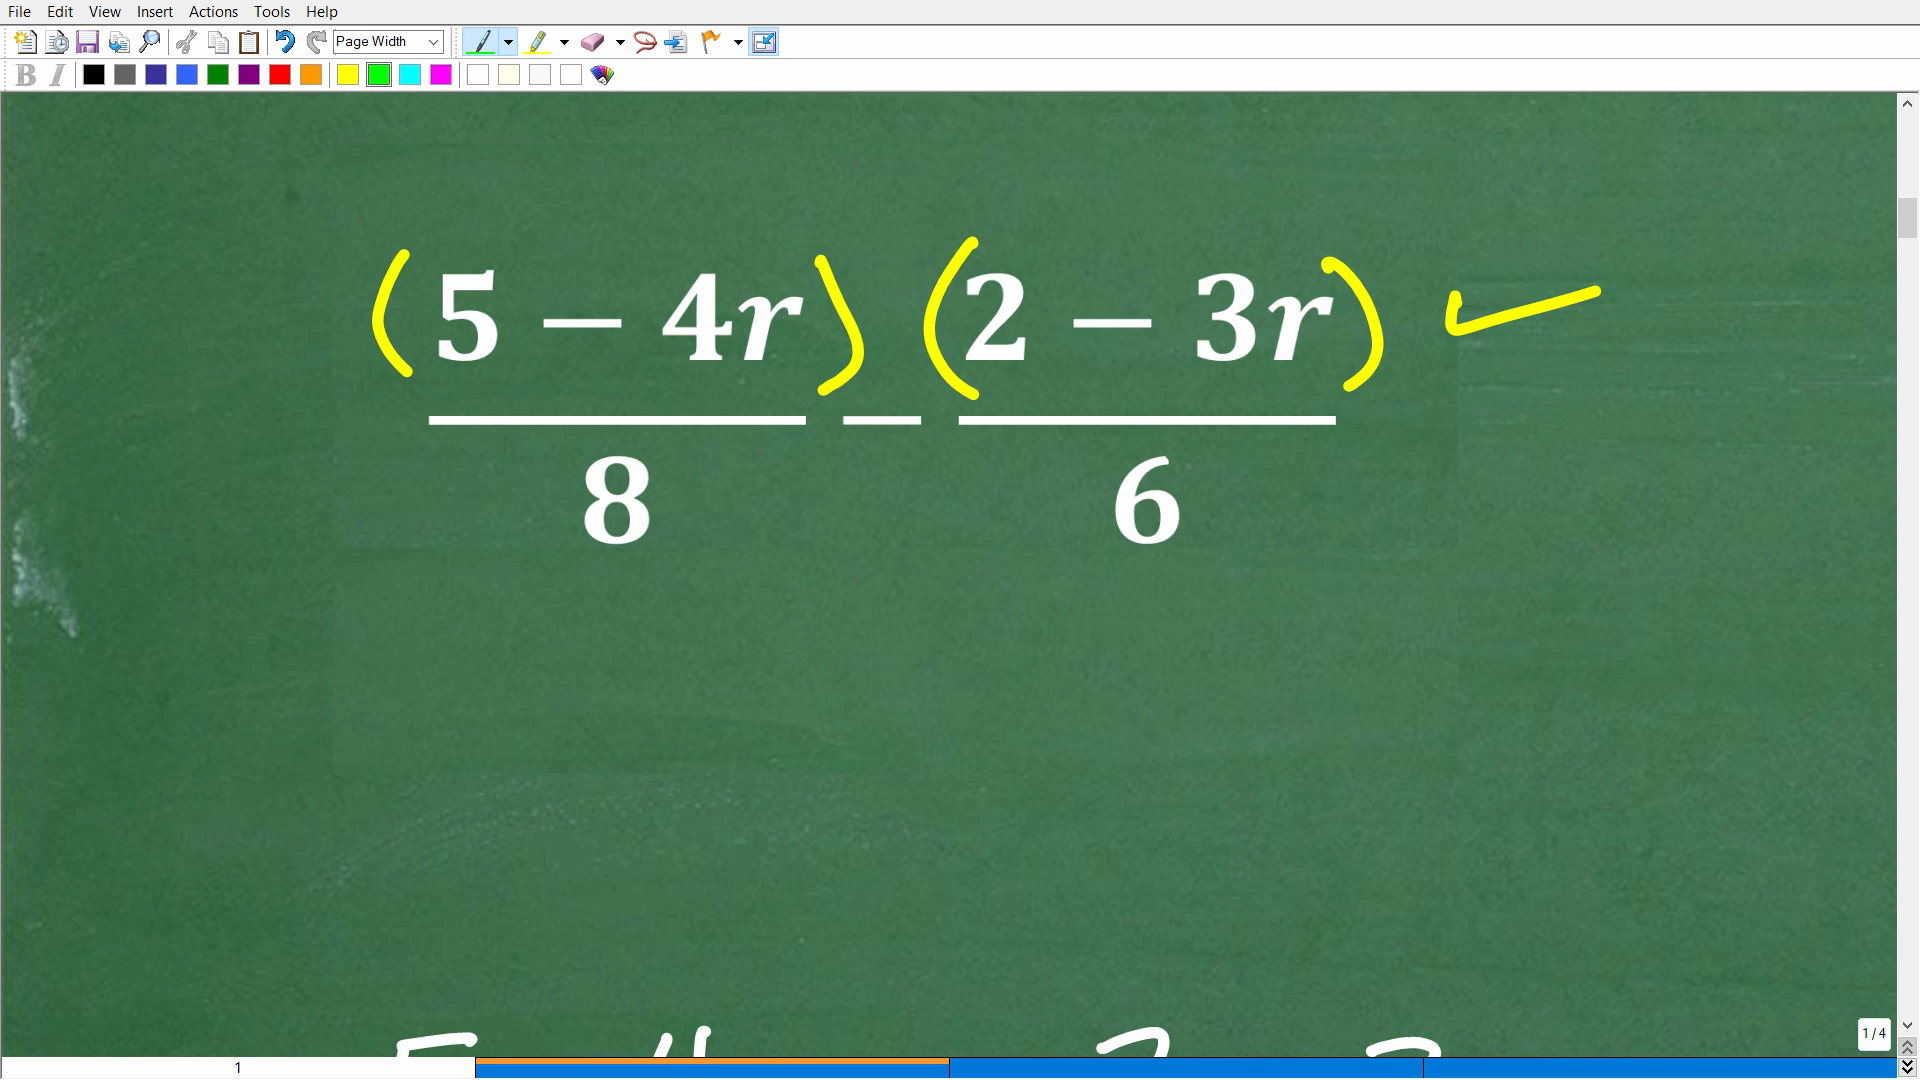 File Edit View Insert Actions Tools Help
Page Width
B I
(5 − 4r) (2 − 3r) ✓
−
8 6
1 / 4
1